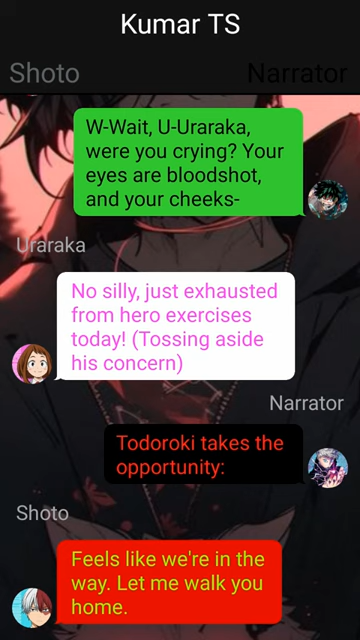 Kumar TS
Shoto
Narrator
W-Wait, U-Uraraka,
were you crying? Your
eyes are bloodshot,
and your cheeks-
Uraraka
No silly, just exhausted
from hero exercises
today! (Tossing aside
his concern)
Narrator
Todoroki takes the
opportunity:
Shoto
Feels like we're in the
way. Let me walk you
home.